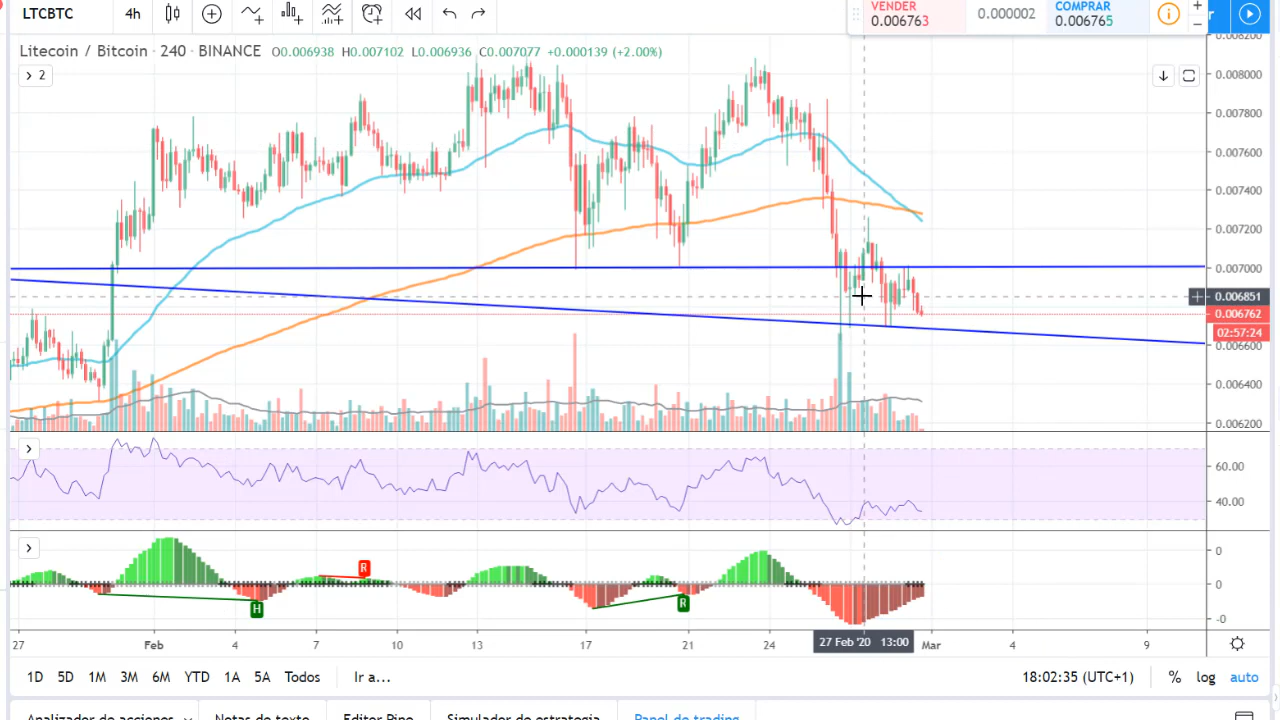 LTCBTC 4h VENDER 0.006763 0.000002 COMPRAR 0.006765
Litecoin / Bitcoin · 240 · BINANCE O0.006938 H0.007102 L0.006936 C0.007077 +0.000139 (+2.00%)
2
0.008200
0.008000
0.007800
0.007600
0.007400
0.007200
0.007000
0.006851
0.006762
02:57:24
0.006600
0.006400
0.006200
60.00
40.00
R
H
R
0
0
-0
27 Feb 4 7 10 13 17 21 24 27 Feb '20 13:00 Mar 4 9
1D 5D 1M 3M 6M YTD 1A 5A Todos Ir a... 18:02:35 (UTC+1) % log auto
Analizador de acciones Notas de texto Editor Pine Simulador de estrategia Panel de trading